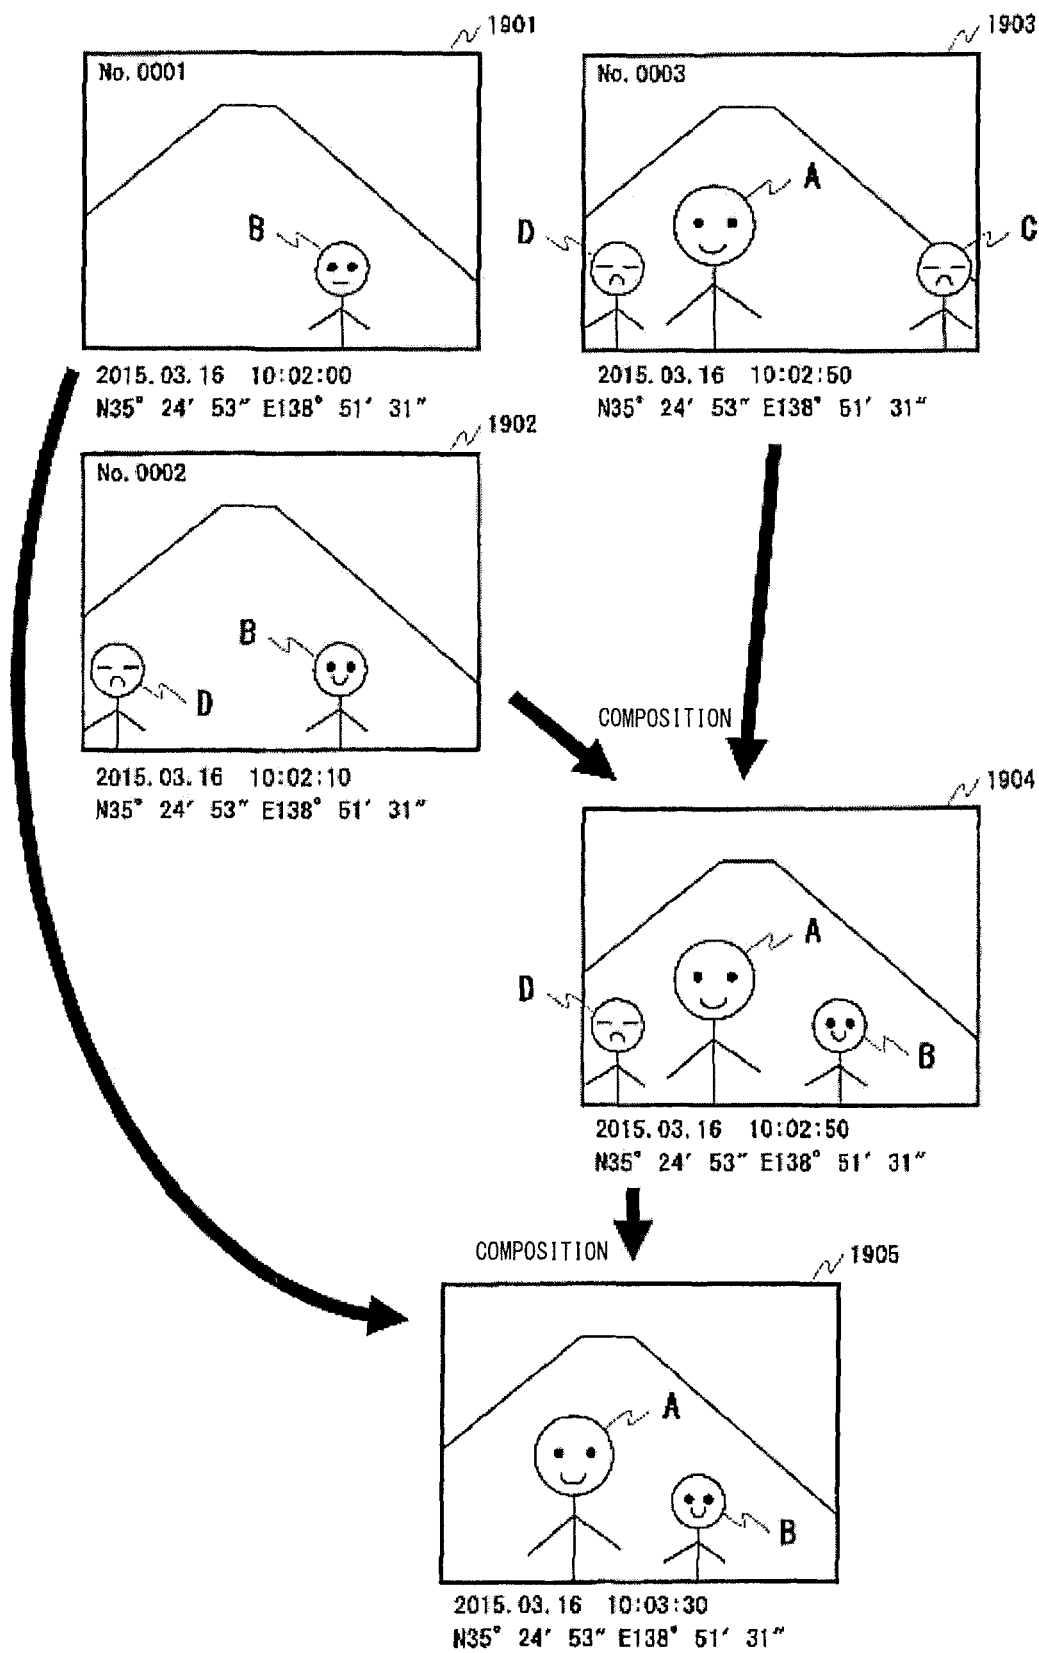 1901
No. 0001
B
2015. 03. 16 10:02:00
N35° 24′ 53″ E138° 51′ 31″
1903
No. 0003
A
D
C
2015. 03. 16 10:02:50
N35° 24′ 53″ E138° 51′ 31″
1902
No. 0002
B
D
2015. 03. 16 10:02:10
N35° 24′ 53″ E138° 51′ 31″
COMPOSITION
1904
A
D
B
2015. 03. 16 10:02:50
N35° 24′ 53″ E138° 51′ 31″
COMPOSITION
1905
A
B
2015. 03. 16 10:03:30
N35° 24′ 53″ E138° 51′ 31″